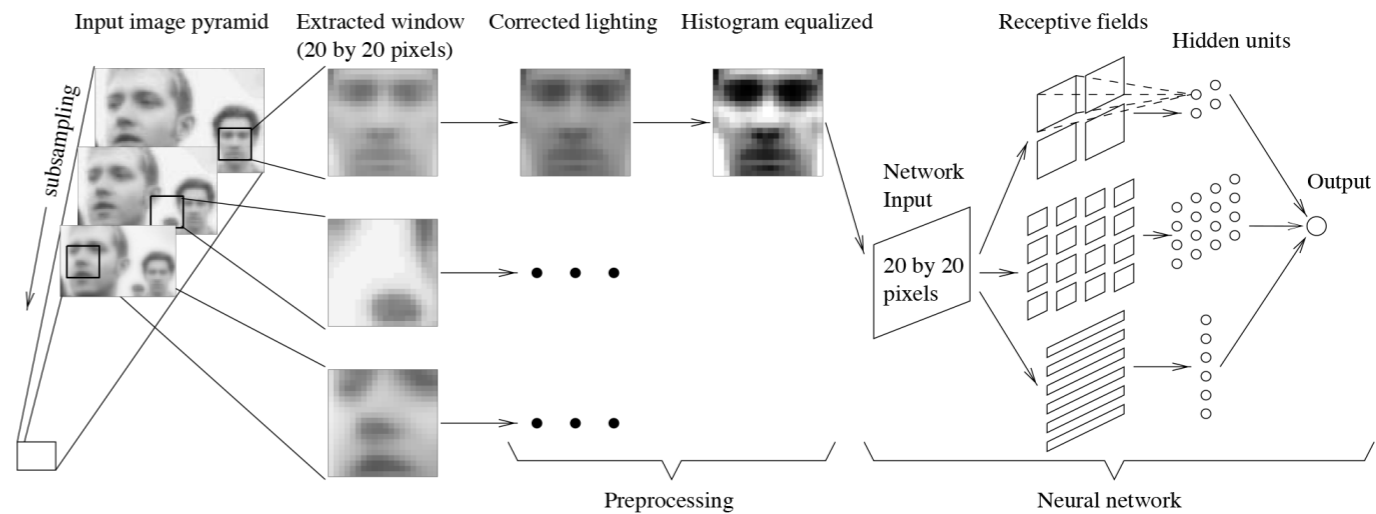 Input image pyramid
Extracted window
(20 by 20 pixels)
Corrected lighting
Histogram equalized
Receptive fields
Hidden units
subsampling
Network
Input
20 by 20
pixels
Output
Preprocessing
Neural network